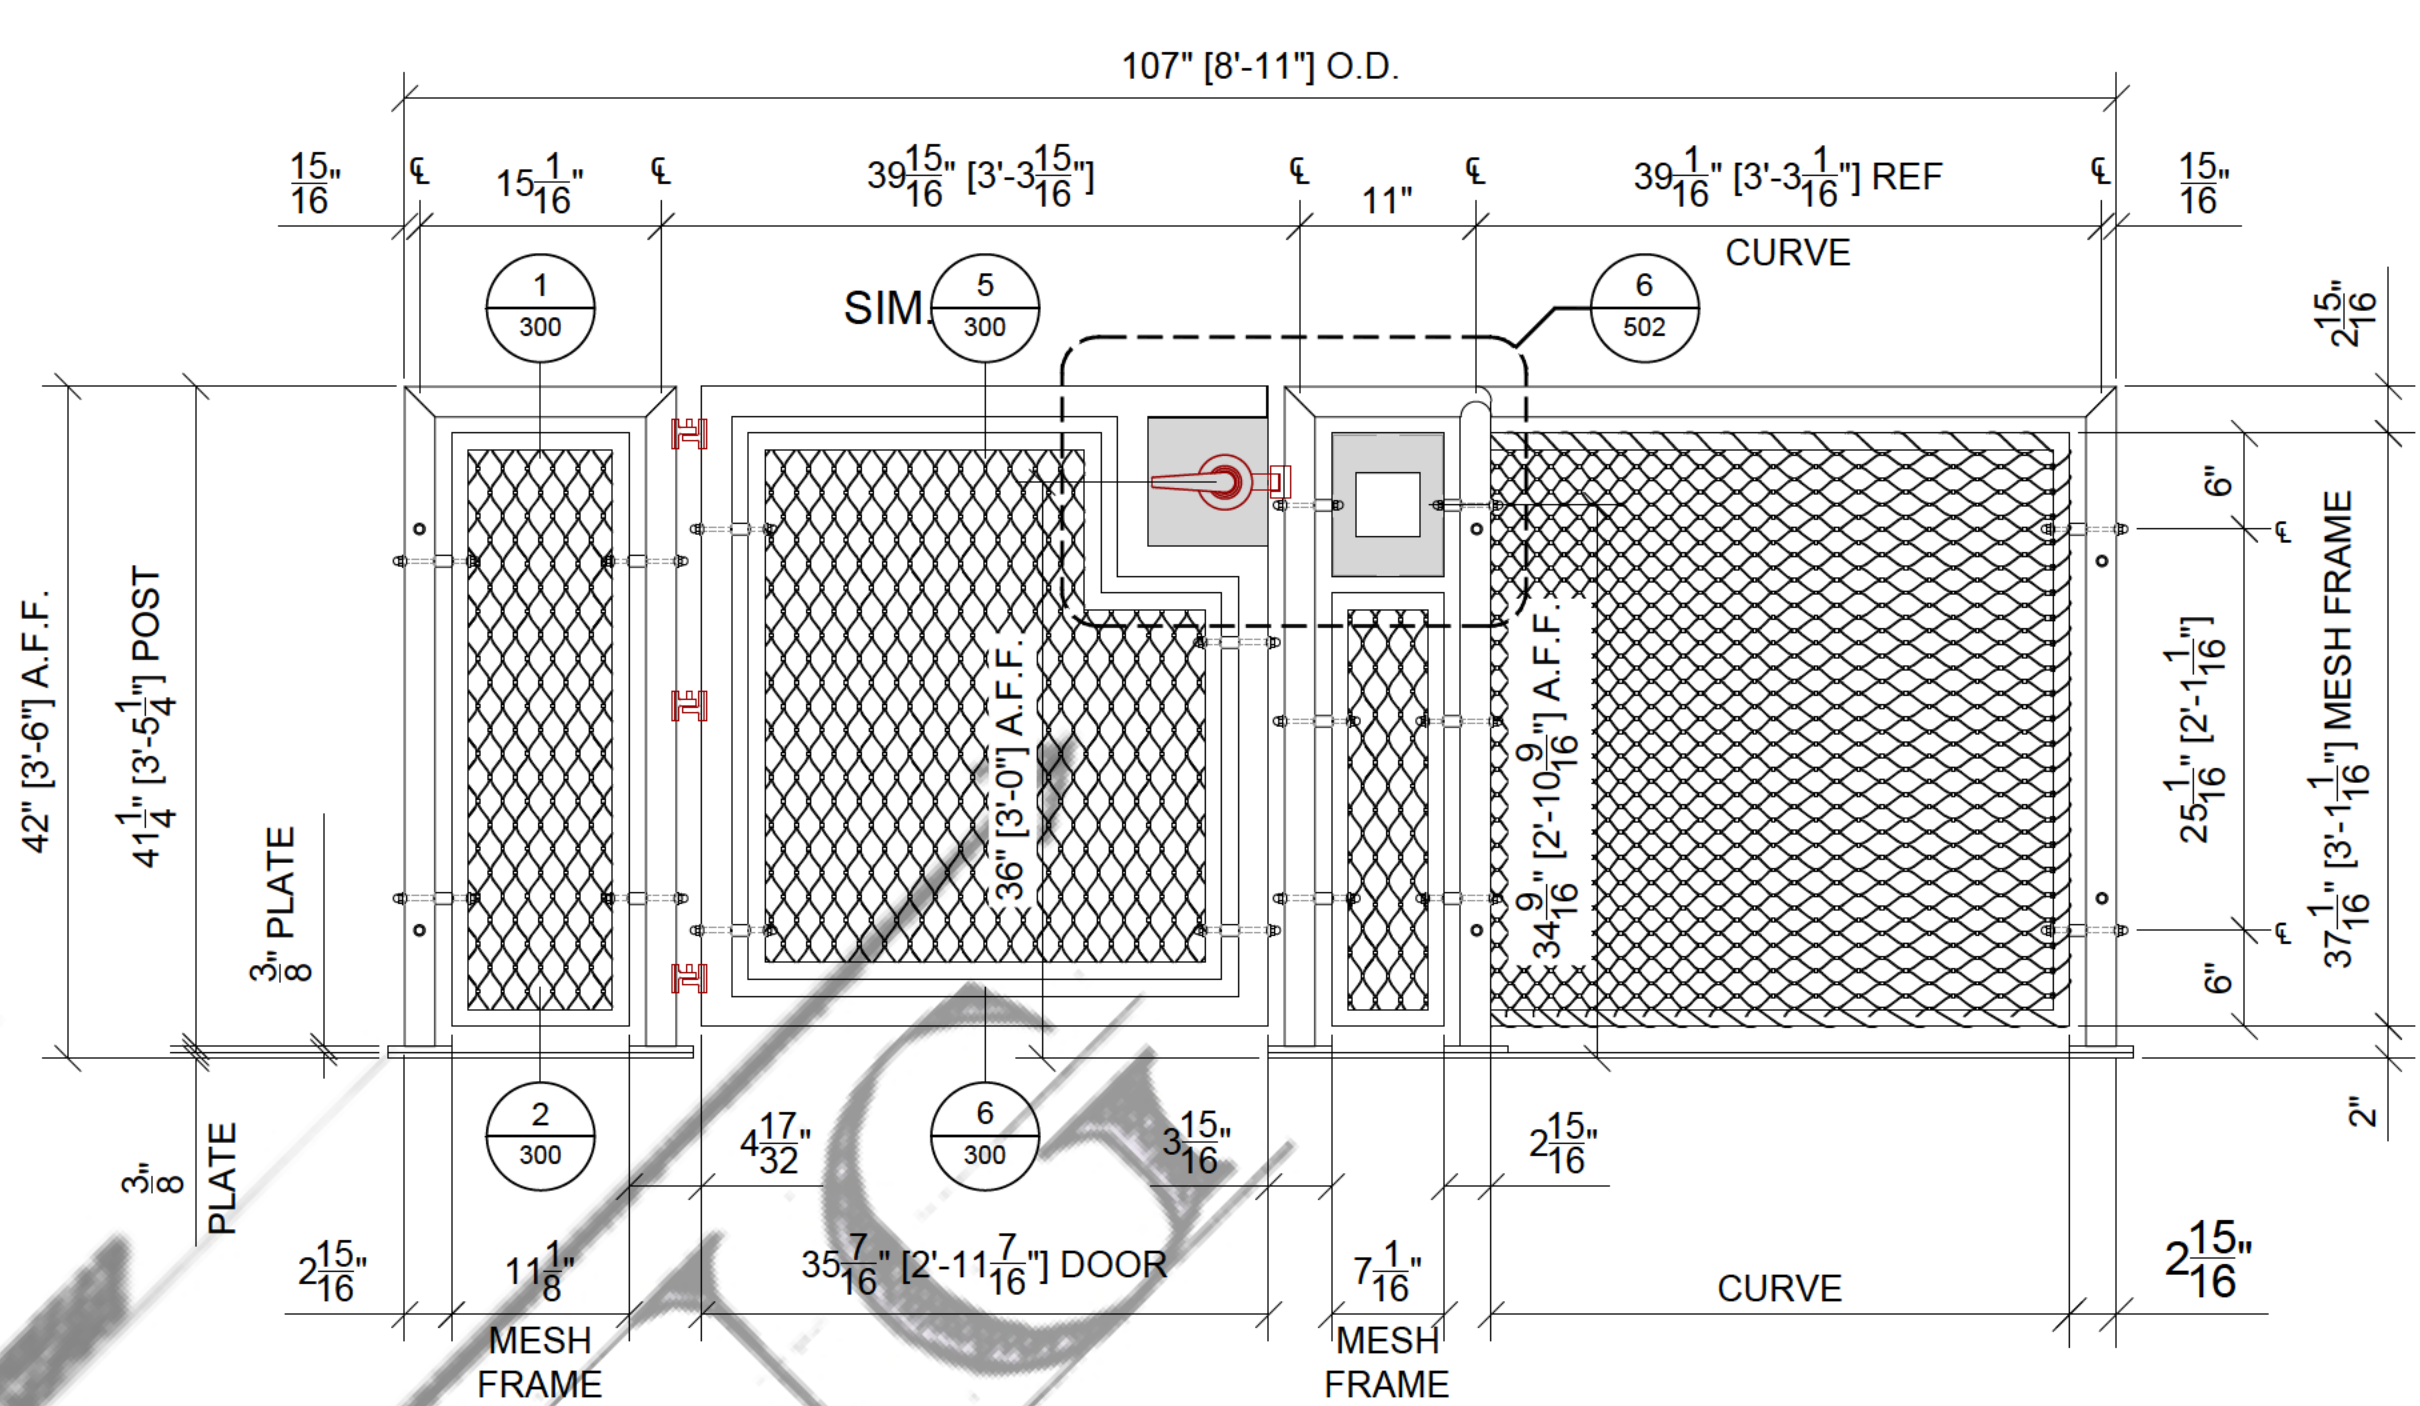 107" [8'-11"] O.D.
15/16" ℄ 15 1/16" ℄ 39 15/16" [3'-3 15/16"] ℄ 11" ℄ 39 1/16" [3'-3 1/16"] REF ℄ 15/16"
CURVE
1
300
SIM.
5
300
6
502
2 15/16"
42" [3'-6"] A.F.F.
41 1/4" [3'-5 1/4"] POST
3/8" PLATE
36" [3'-0"] A.F.F.
34 9/16" [2'-10 9/16"] A.F.F.
6"
℄
25 1/16" [2'-1 1/16"]
37 1/16" [3'-1 1/16"] MESH FRAME
℄
6"
2"
3/8"
PLATE
2
300
4 17/32"
6
300
3 15/16"
2 15/16"
2 15/16"
11 1/8"
MESH
FRAME
35 7/16" [2'-11 7/16"] DOOR
7 1/16"
MESH
FRAME
CURVE
2 15/16"